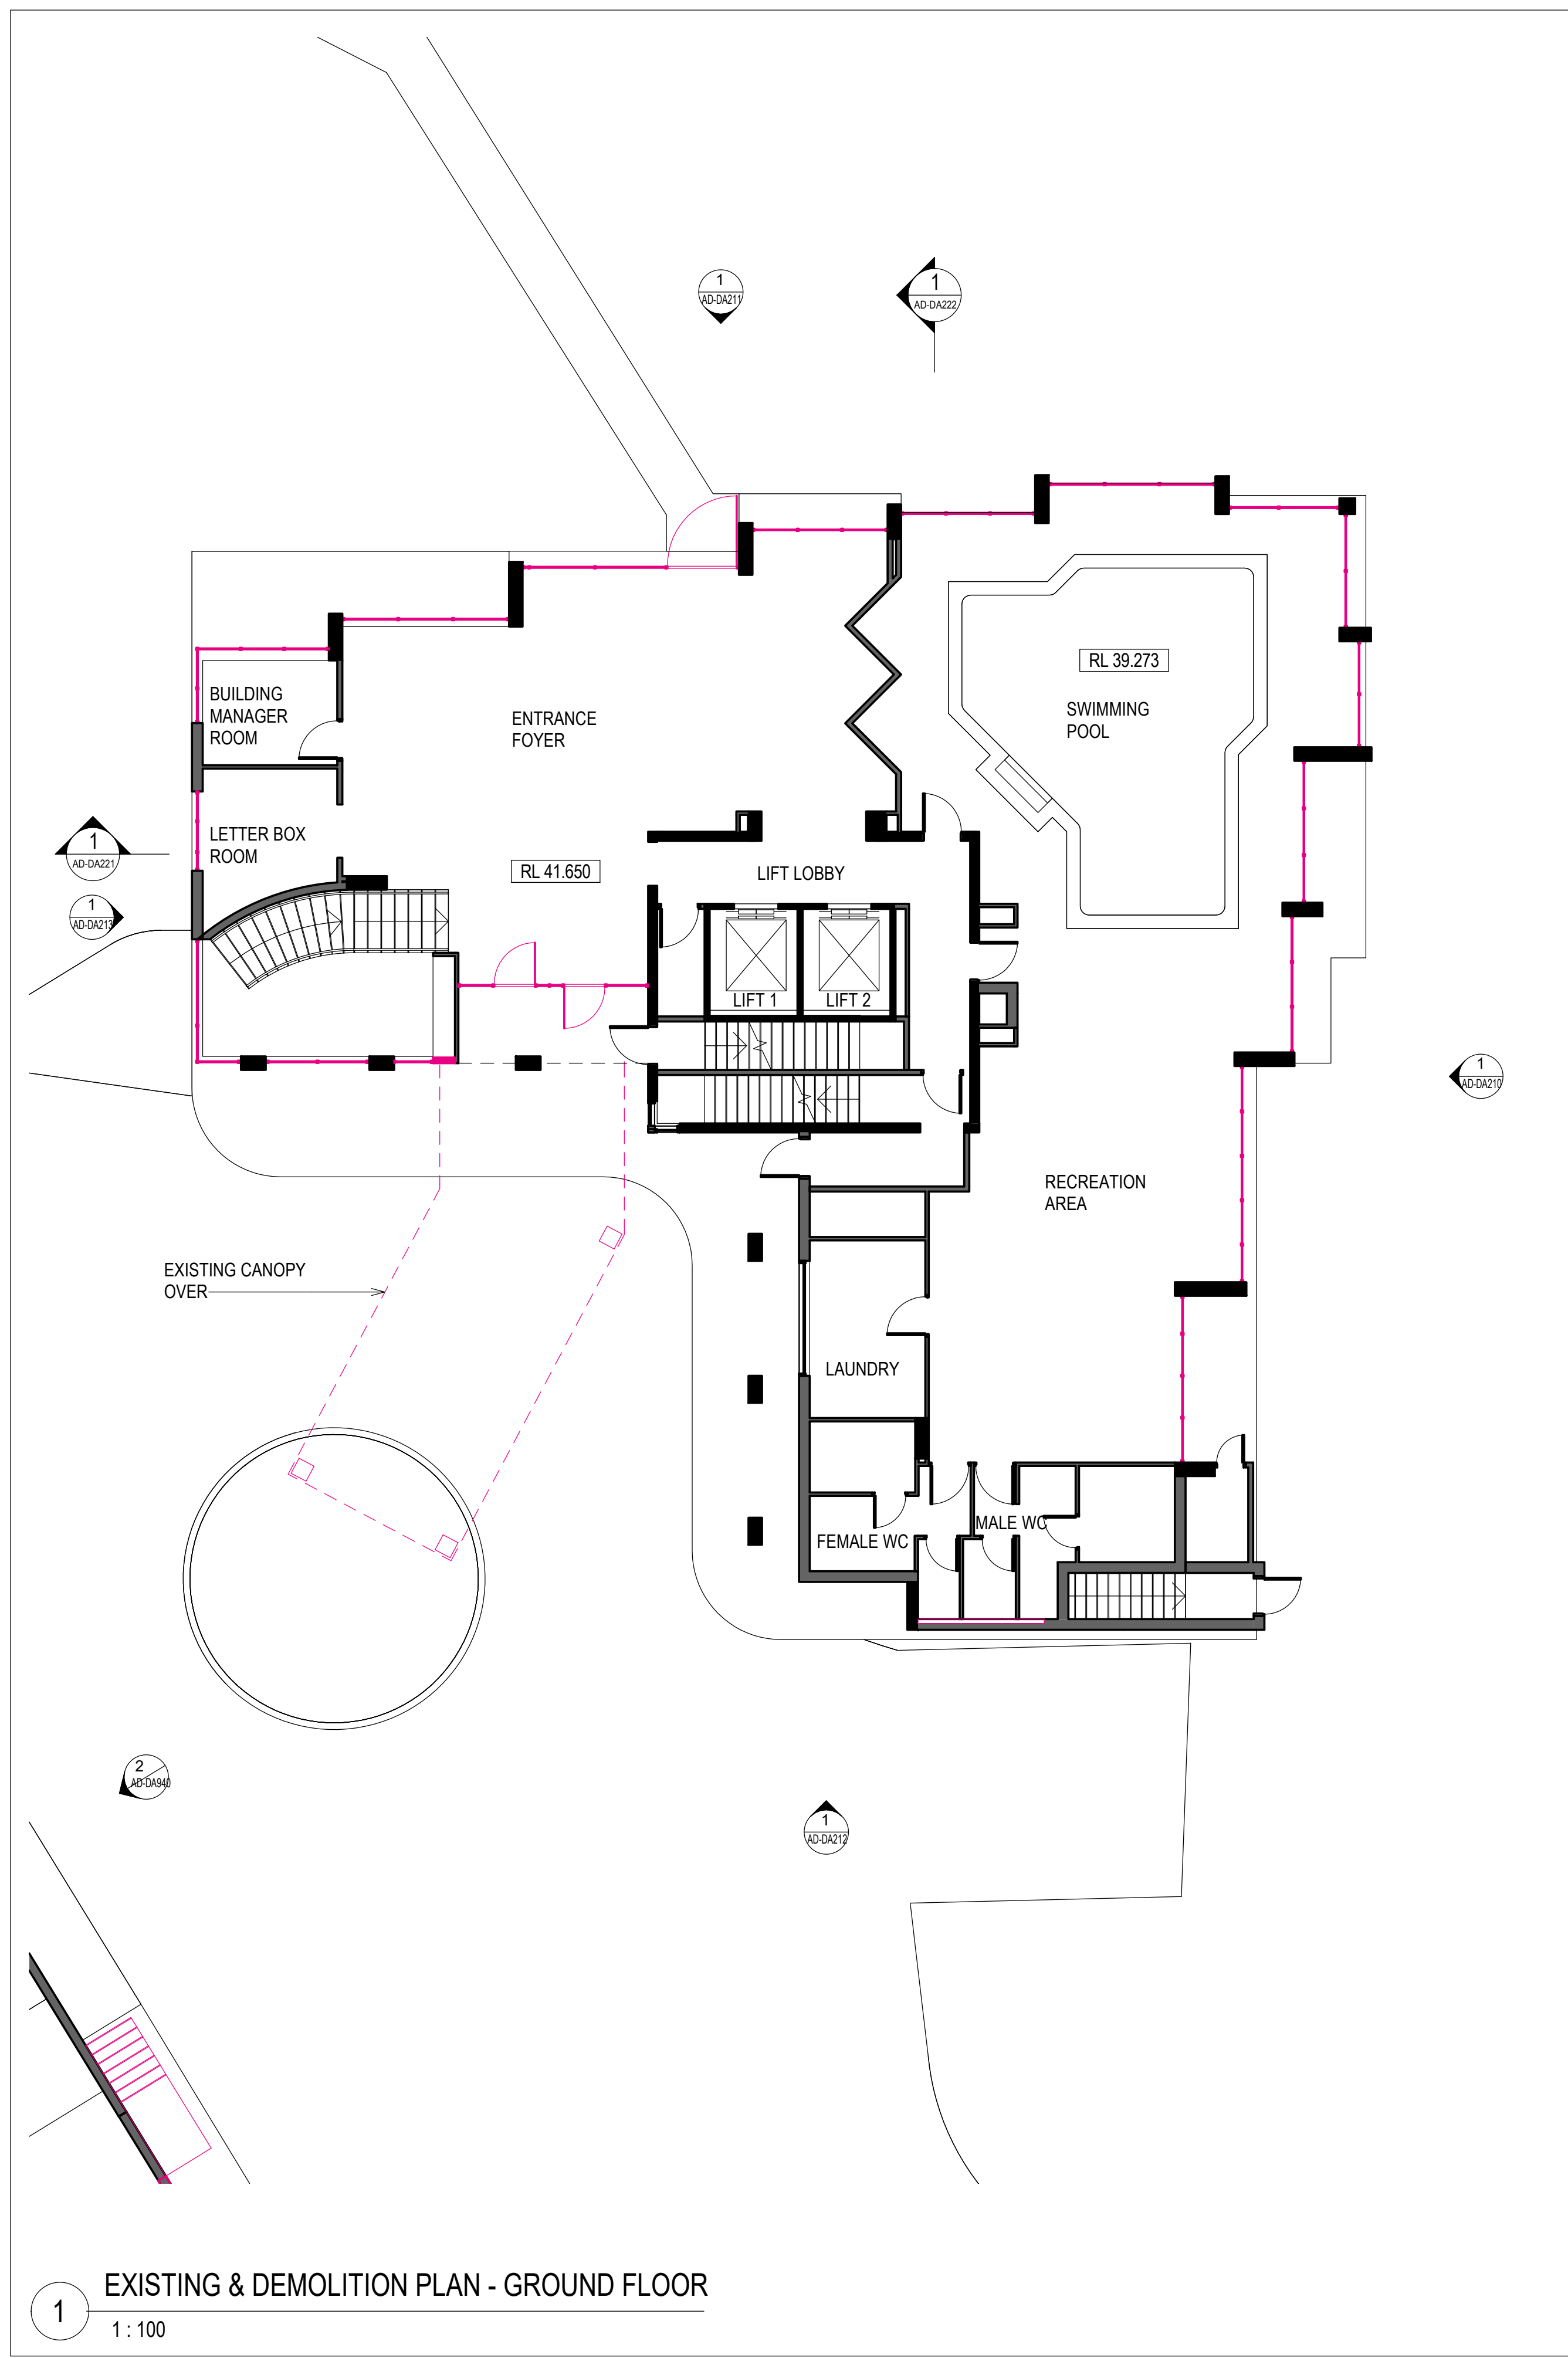 1
AD-DA211
1
AD-DA222
RL 39.273
SWIMMING
POOL
BUILDING
MANAGER
ROOM
ENTRANCE
FOYER
LETTER BOX
ROOM
1
AD-DA221
1
AD-DA213
RL 41.650
LIFT LOBBY
LIFT 1
LIFT 2
1
AD-DA210
RECREATION
AREA
EXISTING CANOPY
OVER
LAUNDRY
FEMALE WC
MALE WC
2
AD-DA940
1
AD-DA212
1
EXISTING & DEMOLITION PLAN - GROUND FLOOR
1 : 100